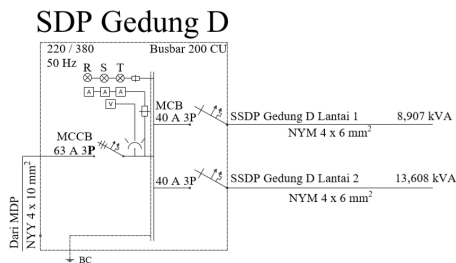 SDP Gedung D
220 / 380
50 Hz
Busbar 200 CU
R S T
A A A
V
MCCB
63 A 3P
MCB
40 A 3P
SSDP Gedung D Lantai 1
8,907 kVA
NYM 4 x 6 mm²
40 A 3P
SSDP Gedung D Lantai 2
13,608 kVA
NYM 4 x 6 mm²
Dari MDP
NYY 4 x 10 mm²
BC